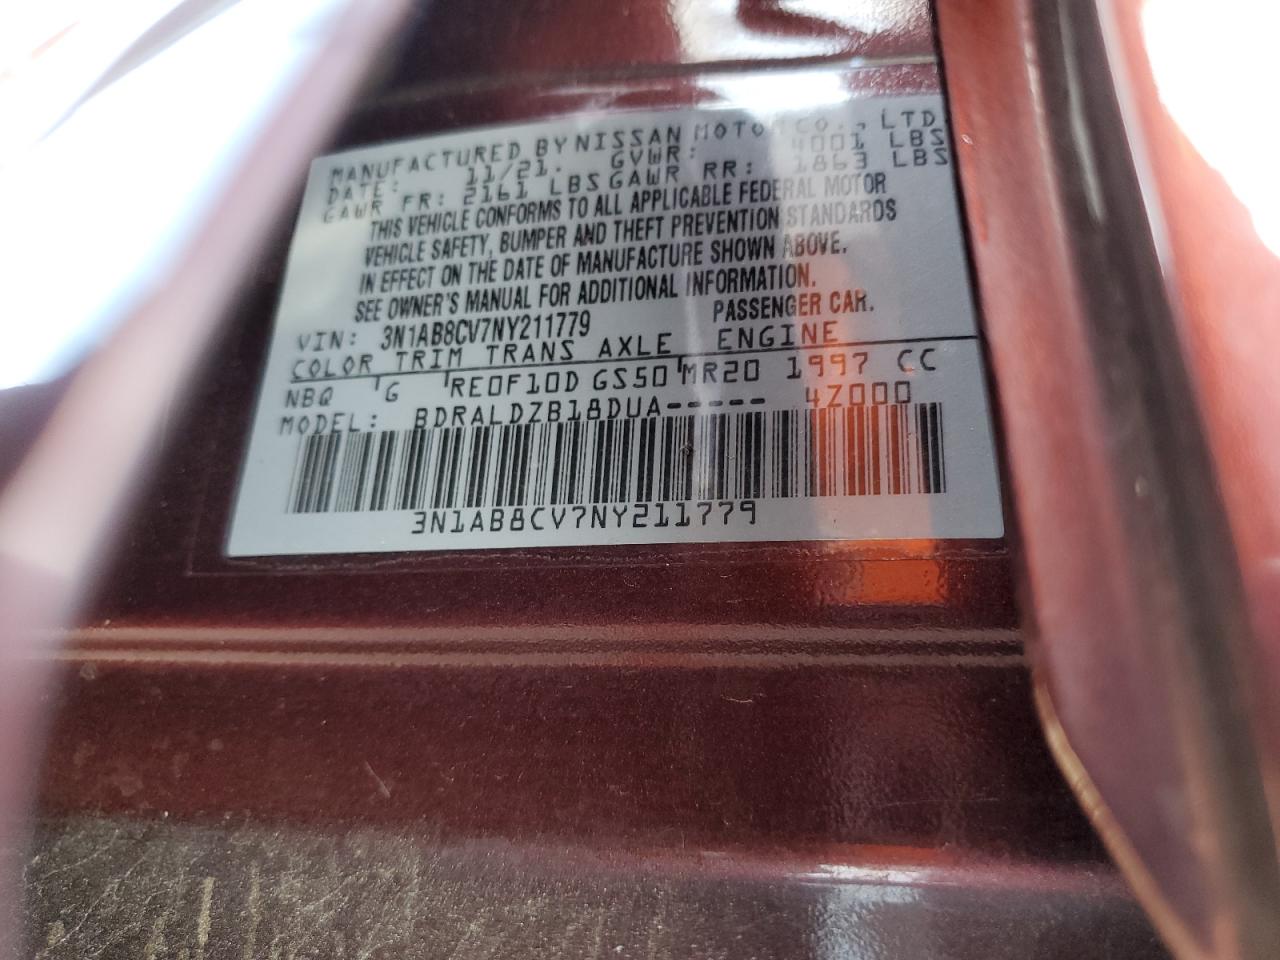 MANUFACTURED BY NISSAN MOTOR CO., LTD.
DATE: 11/21. GVWR: 4001 LBS
GAWR FR: 2161 LBS GAWR RR: 1863 LBS
THIS VEHICLE CONFORMS TO ALL APPLICABLE FEDERAL MOTOR
VEHICLE SAFETY, BUMPER AND THEFT PREVENTION STANDARDS
IN EFFECT ON THE DATE OF MANUFACTURE SHOWN ABOVE.
SEE OWNER'S MANUAL FOR ADDITIONAL INFORMATION.
VIN: 3N1AB8CV7NY211779 PASSENGER CAR.
COLOR TRIM TRANS AXLE ENGINE
NBQ G RE0F10D GS50 MR20 1997 CC
MODEL: BDRALDZB18DUA----- 4Z000
3N1AB8CV7NY211779